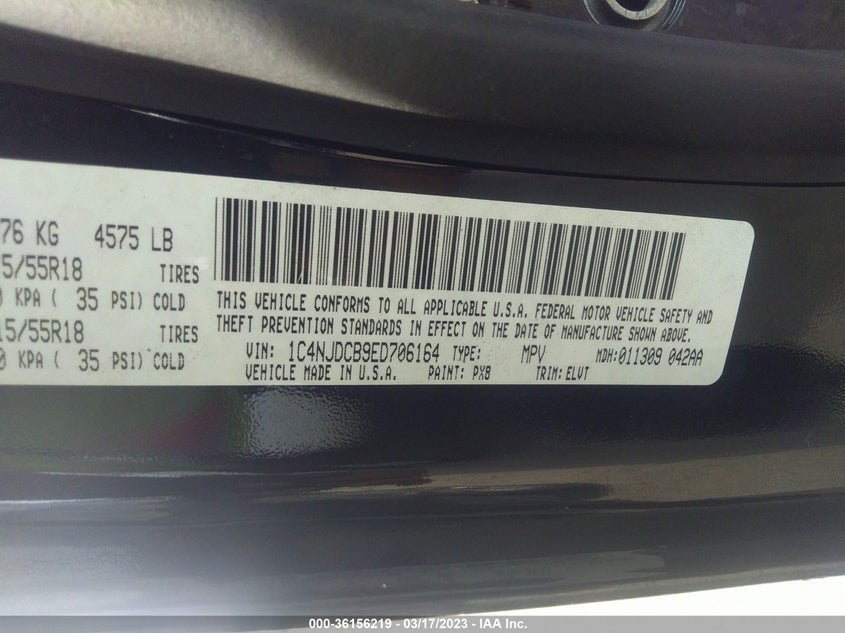 76 KG 4575 LB
5/55R18 TIRES
0 KPA ( 35 PSI) COLD
15/55R18 TIRES
0 KPA ( 35 PSI) COLD
THIS VEHICLE CONFORMS TO ALL APPLICABLE U.S.A. FEDERAL MOTOR VEHICLE SAFETY AND
THEFT PREVENTION STANDARDS IN EFFECT ON THE DATE OF MANUFACTURE SHOWN ABOVE.
VIN: 1C4NJDCB9ED706164 TYPE: MPV MDH:011309 042AA
VEHICLE MADE IN U.S.A. PAINT: PX8 TRIM: ELVT
000-36156219 - 03/17/2023 - IAA Inc.